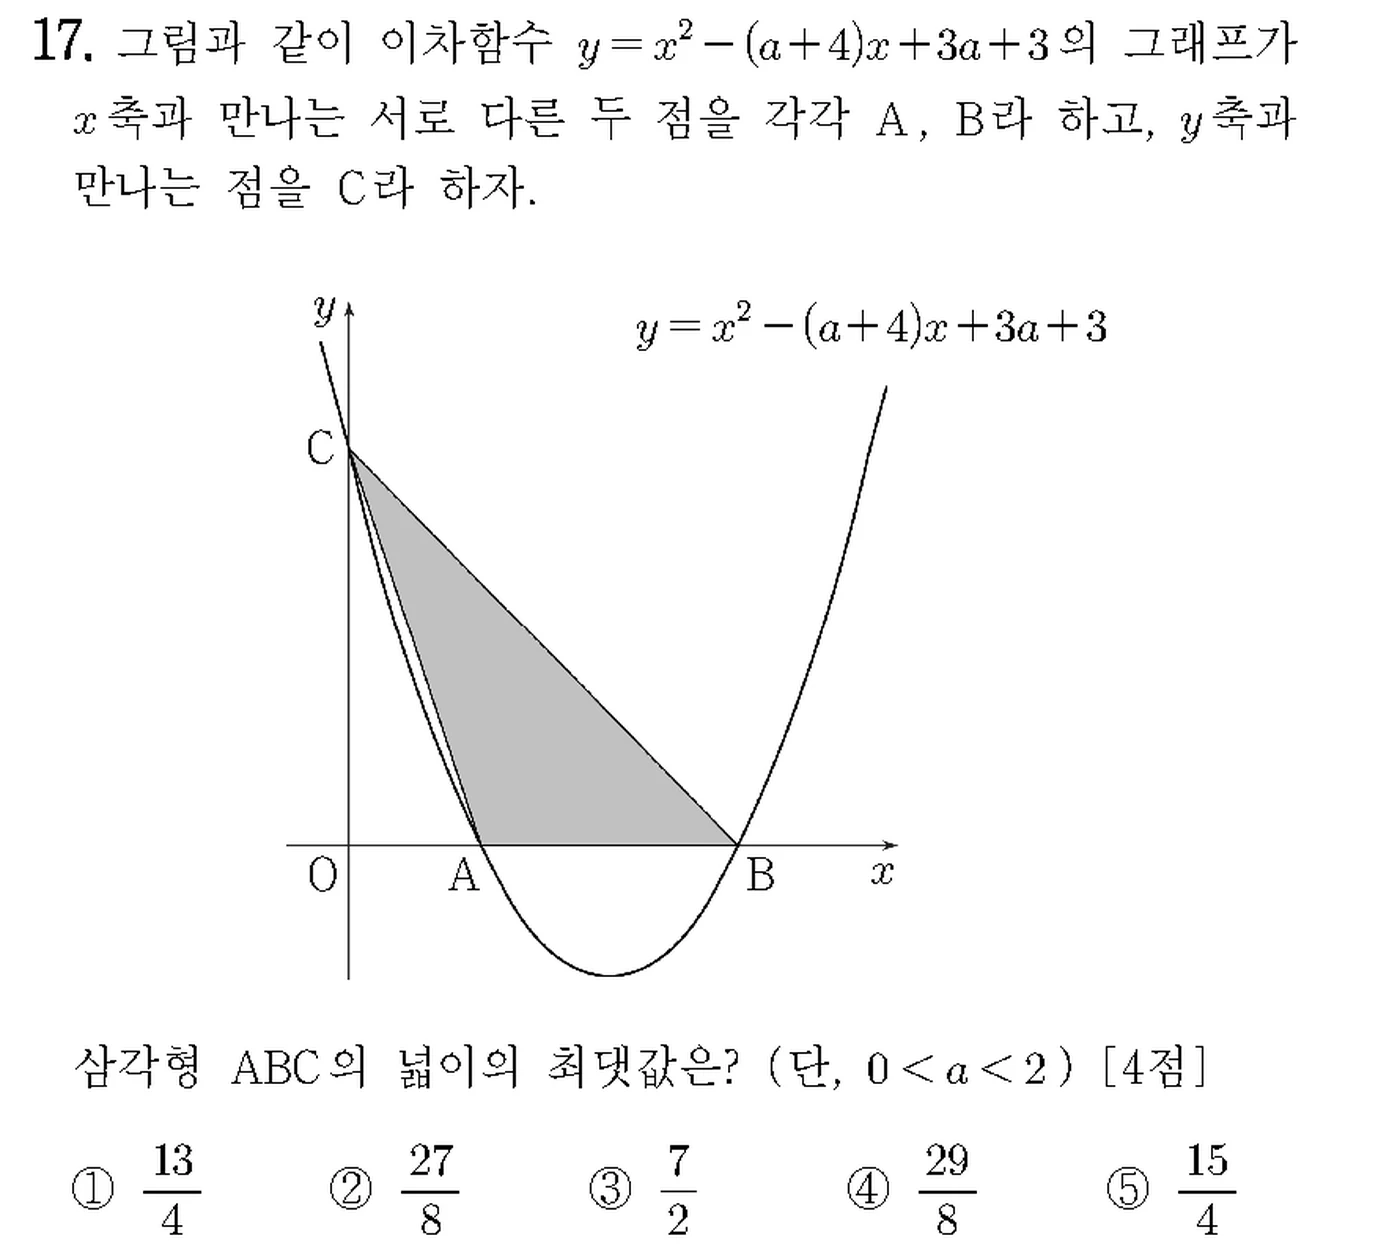 17. 그림과 같이 이차함수 y=x²-(a+4)x+3a+3의 그래프가
x축과 만나는 서로 다른 두 점을 각각 A, B라 하고, y축과
만나는 점을 C라 하자.
y
y=x²-(a+4)x+3a+3
C
O
A
B
x
삼각형 ABC의 넓이의 최댓값은? (단, 0<a<2) [4점]
① 13/4 ② 27/8 ③ 7/2 ④ 29/8 ⑤ 15/4